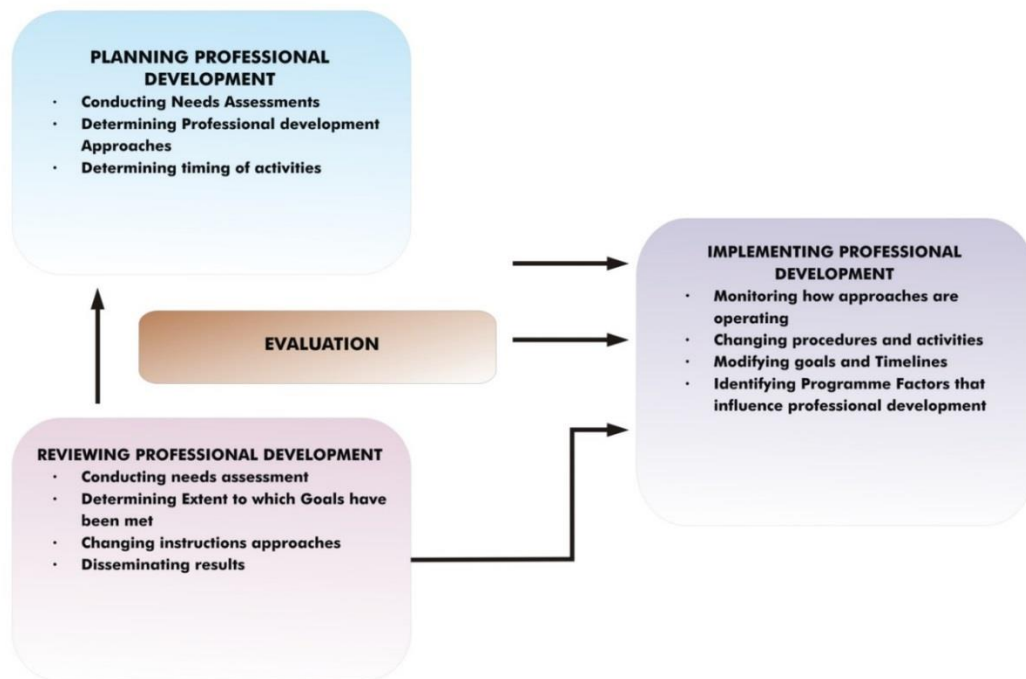 PLANNING PROFESSIONAL
DEVELOPMENT
· Conducting Needs Assessments
· Determining Professional development
Approaches
· Determining timing of activities
EVALUATION
REVIEWING PROFESSIONAL DEVELOPMENT
· Conducting needs assessment
· Determining Extent to which Goals have
been met
· Changing instructions approaches
· Disseminating results
IMPLEMENTING PROFESSIONAL
DEVELOPMENT
· Monitoring how approaches are
operating
· Changing procedures and activities
· Modifying goals and Timelines
· Identifying Programme Factors that
influence professional development